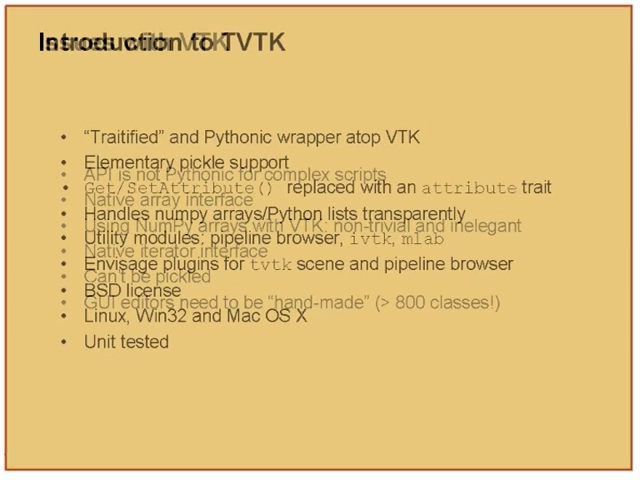 Introduction to TVTK
Issues with VTK
• “Traitified” and Pythonic wrapper atop VTK
• Elementary pickle support
• API is not Pythonic for complex scripts
• Get/SetAttribute() replaced with an attribute trait
• Native array interface
• Handles numpy arrays/Python lists transparently
• Using NumPy arrays with VTK: non-trivial and inelegant
• Utility modules: pipeline browser, ivtk, mlab
• Native iterator interface
• Envisage plugins for tvtk scene and pipeline browser
• Can't be pickled
• BSD license
• GUI editors need to be “hand-made” (> 800 classes!)
• Linux, Win32 and Mac OS X
• Unit tested